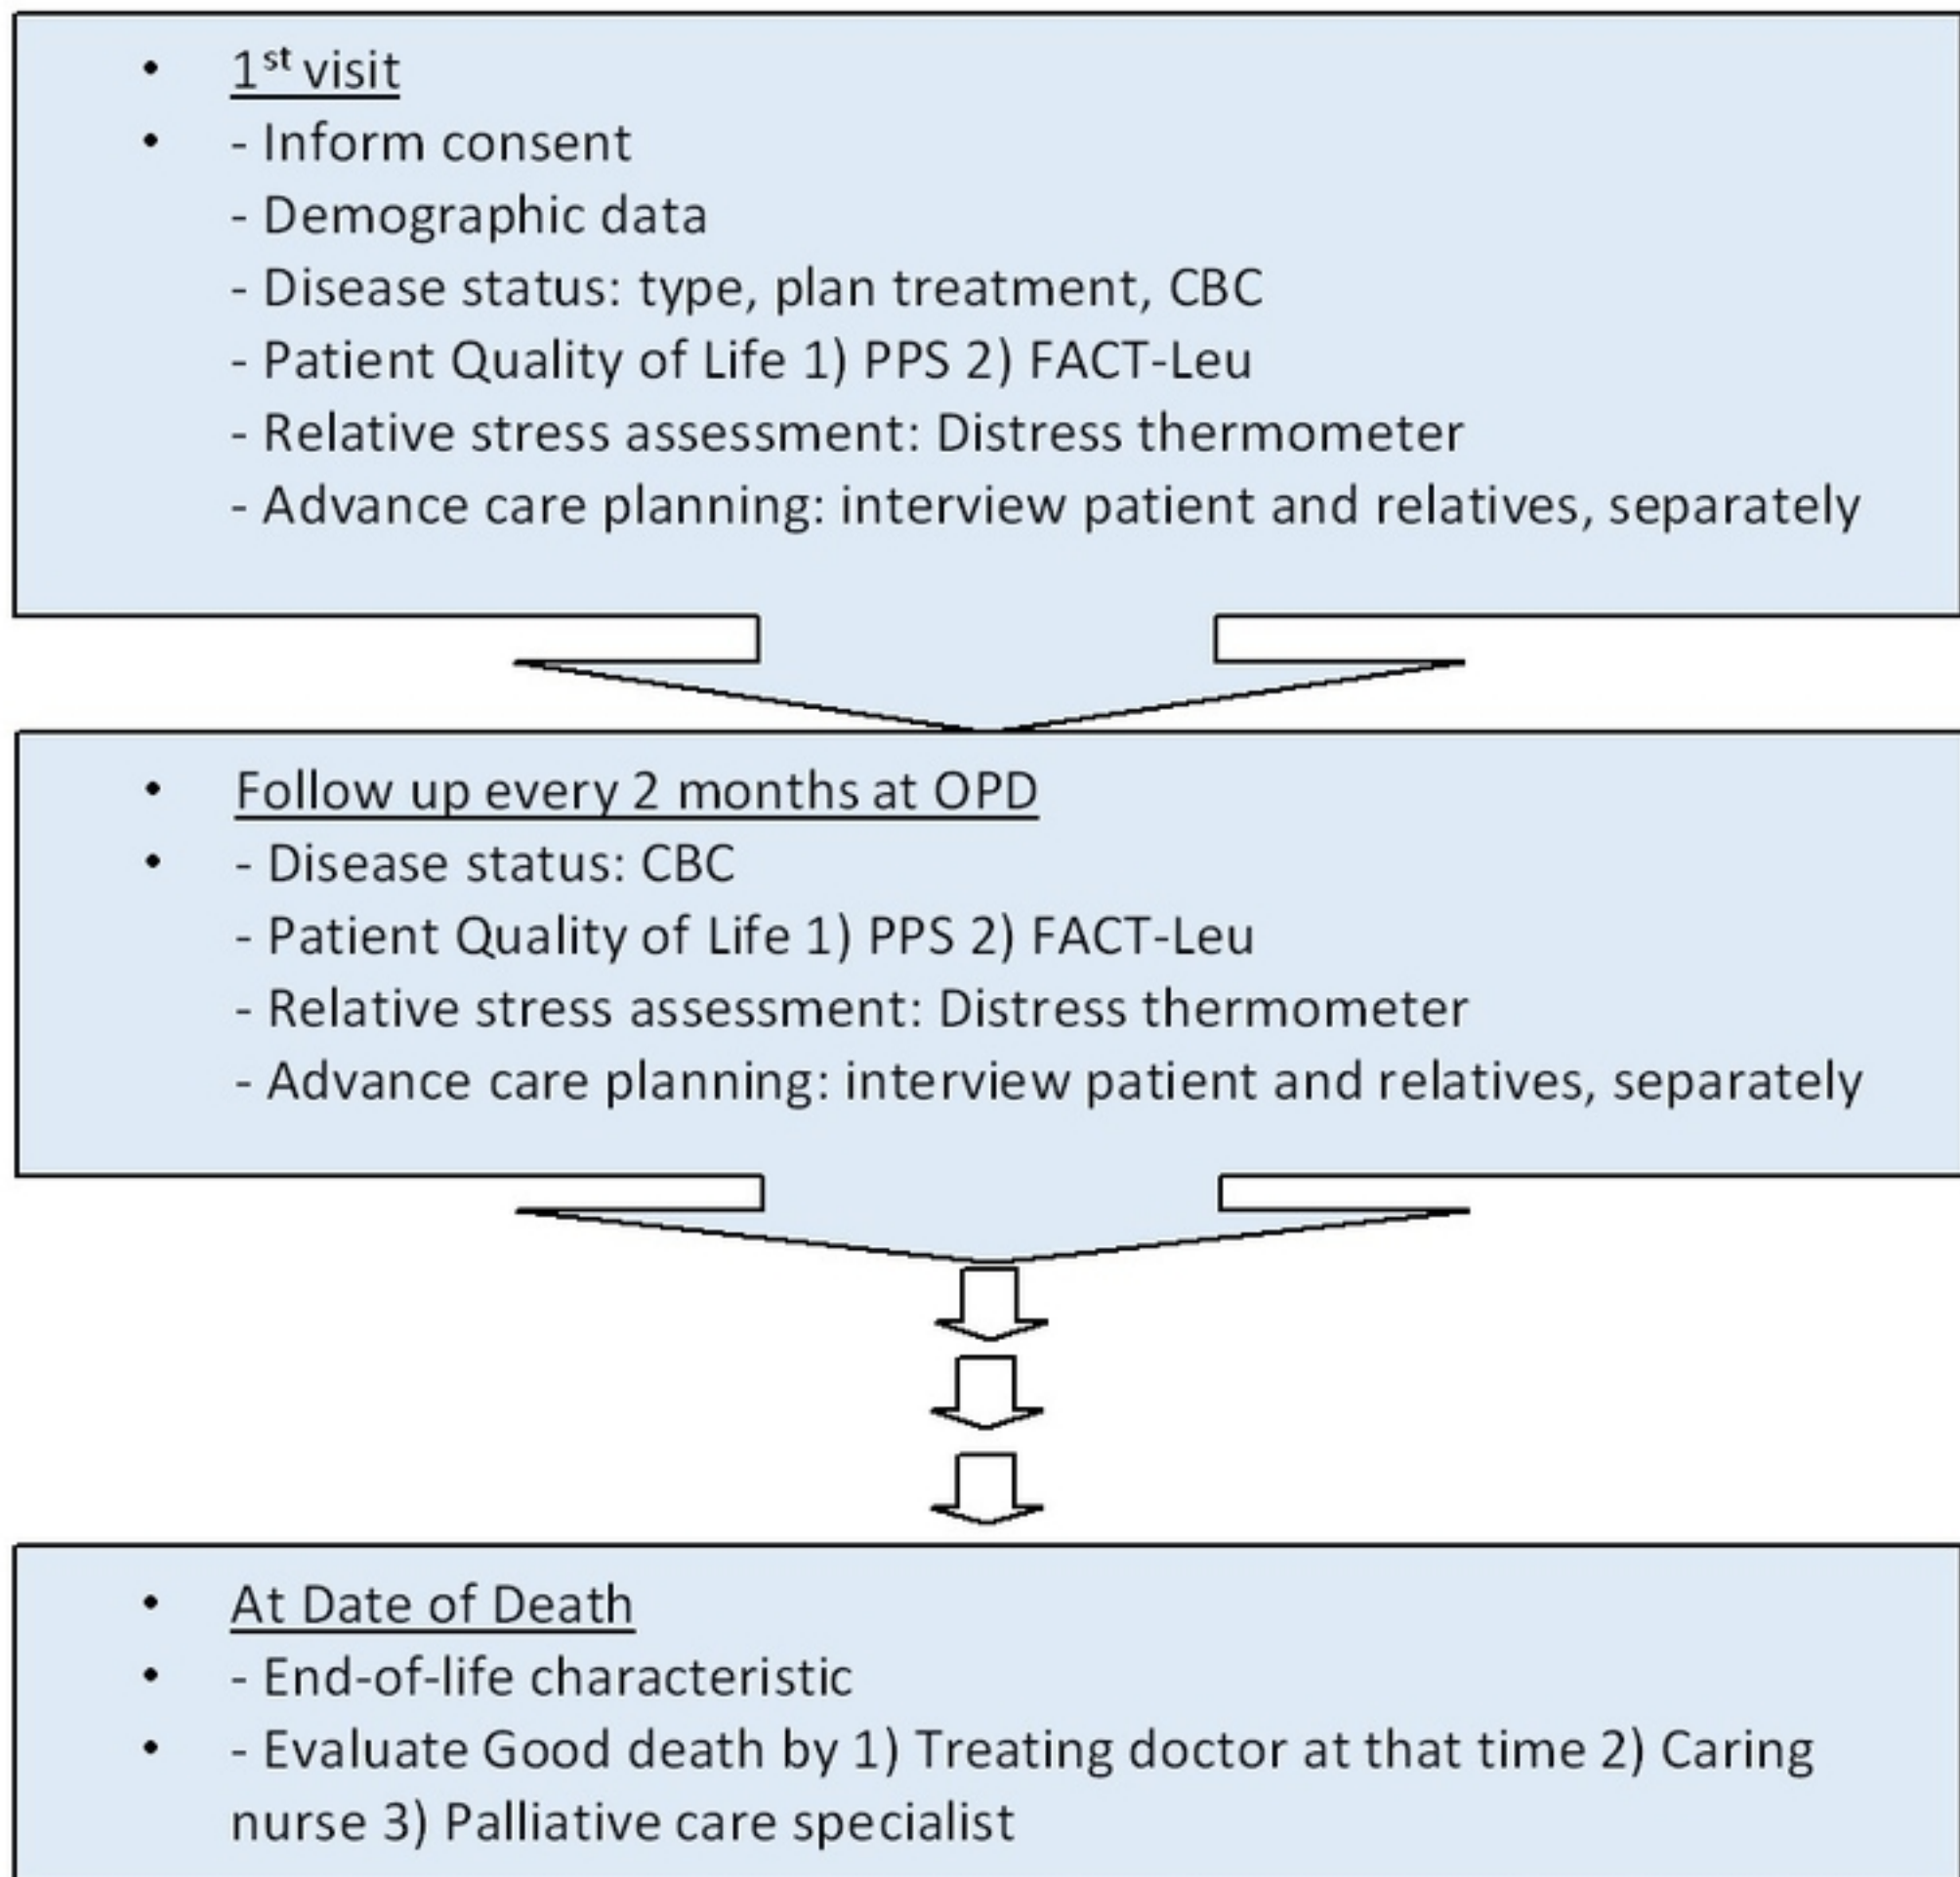 • 1st visit
• - Inform consent
- Demographic data
- Disease status: type, plan treatment, CBC
- Patient Quality of Life 1) PPS 2) FACT-Leu
- Relative stress assessment: Distress thermometer
- Advance care planning: interview patient and relatives, separately
• Follow up every 2 months at OPD
• - Disease status: CBC
- Patient Quality of Life 1) PPS 2) FACT-Leu
- Relative stress assessment: Distress thermometer
- Advance care planning: interview patient and relatives, separately
• At Date of Death
• - End-of-life characteristic
• - Evaluate Good death by 1) Treating doctor at that time 2) Caring
nurse 3) Palliative care specialist